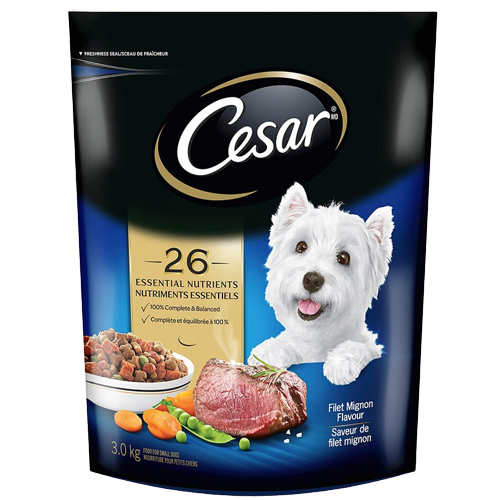 ▼ FRESHNESS SEAL/SCEAU DE FRAÎCHEUR
Cesar®
MD
26
ESSENTIAL NUTRIENTS
NUTRIMENTS ESSENTIELS
✓ 100% Complete & Balanced
✓ Complète et équilibrée à 100 %
Filet Mignon
Flavour
Saveur de
filet mignon
3.0 kg
FOOD FOR SMALL DOGS
NOURRITURE POUR PETITS CHIENS